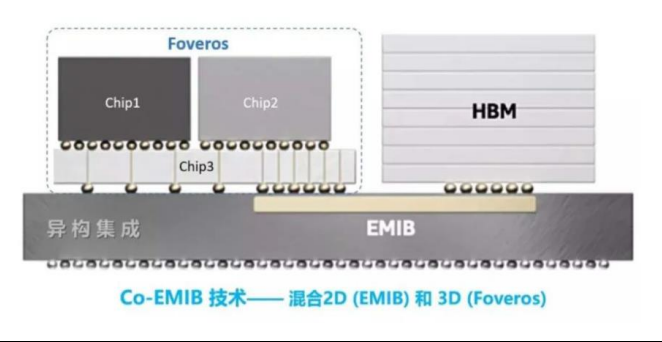 Foveros
Chip1
Chip2
HBM
Chip3
异构集成
EMIB
Co-EMIB 技术—— 混合2D (EMIB) 和 3D (Foveros)